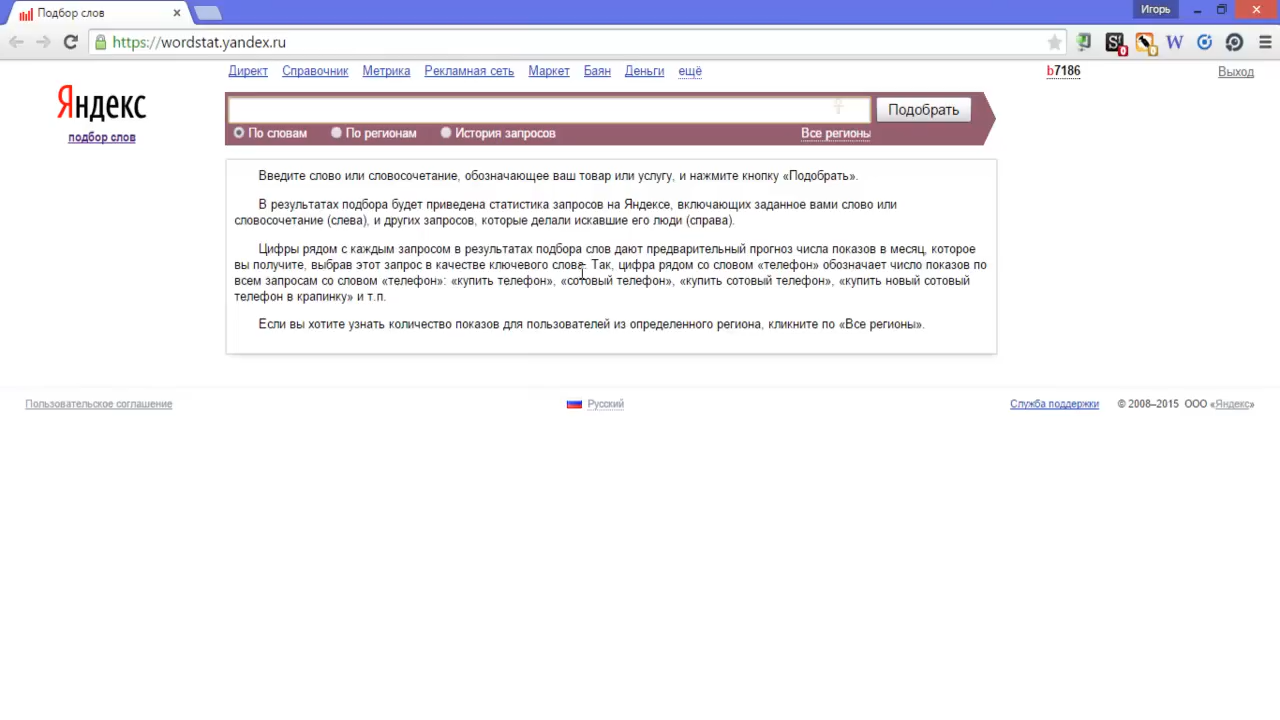 Подбор слов
Игорь
https://wordstat.yandex.ru
Директ Справочник Метрика Рекламная сеть Маркет Баян Деньги ещё
b7186
Выход
Яндекс
подбор слов
Подобрать
По словам По регионам История запросов
Все регионы
Введите слово или словосочетание, обозначающее ваш товар или услугу, и нажмите кнопку «Подобрать».
В результатах подбора будет приведена статистика запросов на Яндексе, включающих заданное вами слово или
словосочетание (слева), и других запросов, которые делали искавшие его люди (справа).
Цифры рядом с каждым запросом в результатах подбора слов дают предварительный прогноз числа показов в месяц, которое
вы получите, выбрав этот запрос в качестве ключевого слова. Так, цифра рядом со словом «телефон» обозначает число показов по
всем запросам со словом «телефон»: «купить телефон», «сотовый телефон», «купить сотовый телефон», «купить новый сотовый
телефон в крапинку» и т.п.
Если вы хотите узнать количество показов для пользователей из определенного региона, кликните по «Все регионы».
Пользовательское соглашение
Русский
Служба поддержки © 2008–2015 ООО «Яндекс»